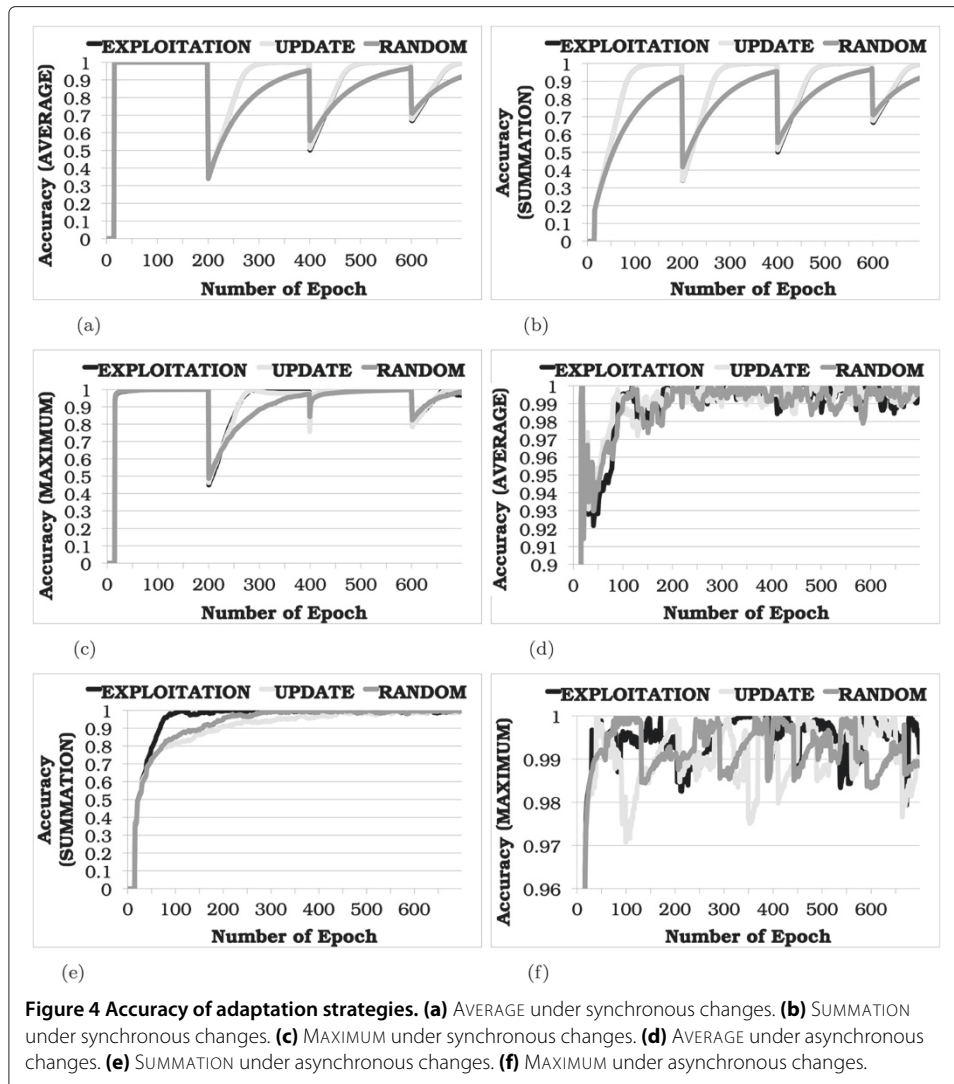 EXPLOITATION UPDATE RANDOM
Accuracy (AVERAGE)
1
0.9
0.8
0.7
0.6
0.5
0.4
0.3
0.2
0.1
0
0 100 200 300 400 500 600
Number of Epoch
(a)
EXPLOITATION UPDATE RANDOM
Accuracy
(SUMMATION)
1
0.9
0.8
0.7
0.6
0.5
0.4
0.3
0.2
0.1
0
0 100 200 300 400 500 600
Number of Epoch
(b)
EXPLOITATION UPDATE RANDOM
Accuracy (MAXIMUM)
1
0.9
0.8
0.7
0.6
0.5
0.4
0.3
0.2
0.1
0
0 100 200 300 400 500 600
Number of Epoch
(c)
EXPLOITATION UPDATE RANDOM
Accuracy (AVERAGE)
1
0.99
0.98
0.97
0.96
0.95
0.94
0.93
0.92
0.91
0.9
0 100 200 300 400 500 600
Number of Epoch
(d)
EXPLOITATION UPDATE RANDOM
Accuracy
(SUMMATION)
1
0.9
0.8
0.7
0.6
0.5
0.4
0.3
0.2
0.1
0
0 100 200 300 400 500 600
Number of Epoch
(e)
EXPLOITATION UPDATE RANDOM
Accuracy (MAXIMUM)
1
0.99
0.98
0.97
0.96
0 100 200 300 400 500 600
Number of Epoch
(f)
Figure 4 Accuracy of adaptation strategies. (a) AVERAGE under synchronous changes. (b) SUMMATION
under synchronous changes. (c) MAXIMUM under synchronous changes. (d) AVERAGE under asynchronous
changes. (e) SUMMATION under asynchronous changes. (f) MAXIMUM under asynchronous changes.